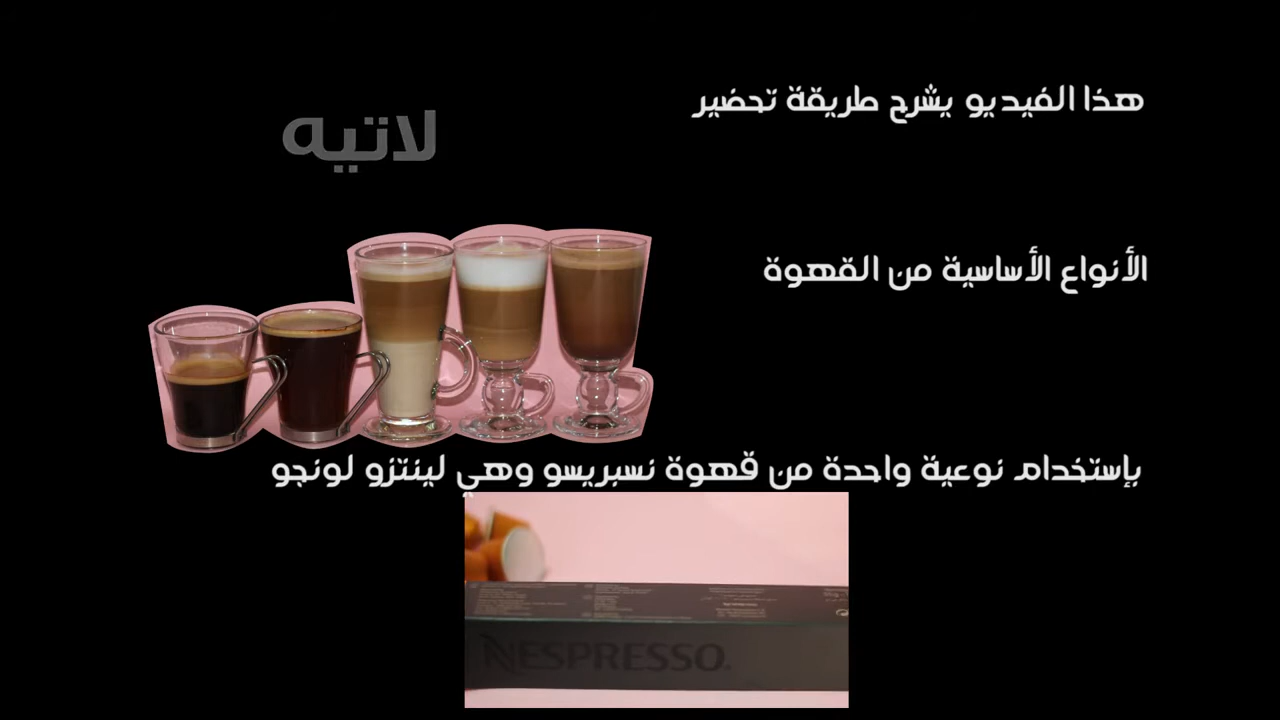 هذا الفيديو يشرح طريقة تحضير
لاتيه
الأنواع الأساسية من القهوة
بإستخدام نوعية واحدة من قهوة نسبريسو وهي لينتزو لونجو
NESPRESSO.